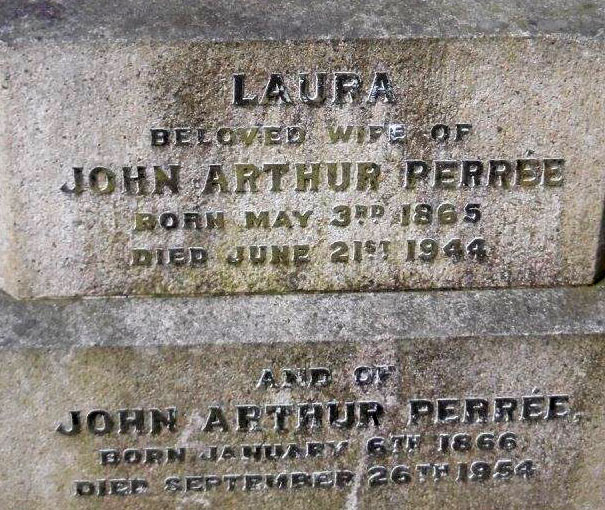 LAURA
BELOVED WIFE OF
JOHN ARTHUR PERRÉE
BORN MAY 3RD 1865
DIED JUNE 21ST 1944
AND OF
JOHN ARTHUR PERRÉE,
BORN JANUARY 6TH 1866
DIED SEPTEMBER 26TH 1954